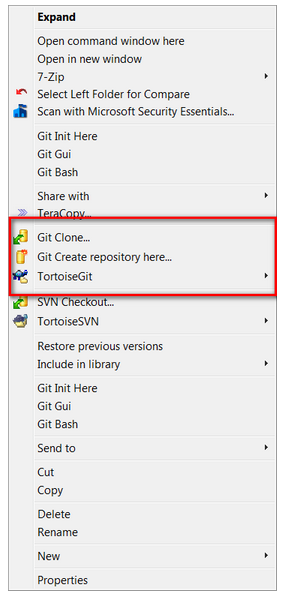 Expand
Open command window here
Open in new window
7-Zip
Select Left Folder for Compare
Scan with Microsoft Security Essentials...
Git Init Here
Git Gui
Git Bash
Share with
TeraCopy...
Git Clone...
Git Create repository here...
TortoiseGit
SVN Checkout...
TortoiseSVN
Restore previous versions
Include in library
Git Init Here
Git Gui
Git Bash
Send to
Cut
Copy
Delete
Rename
New
Properties